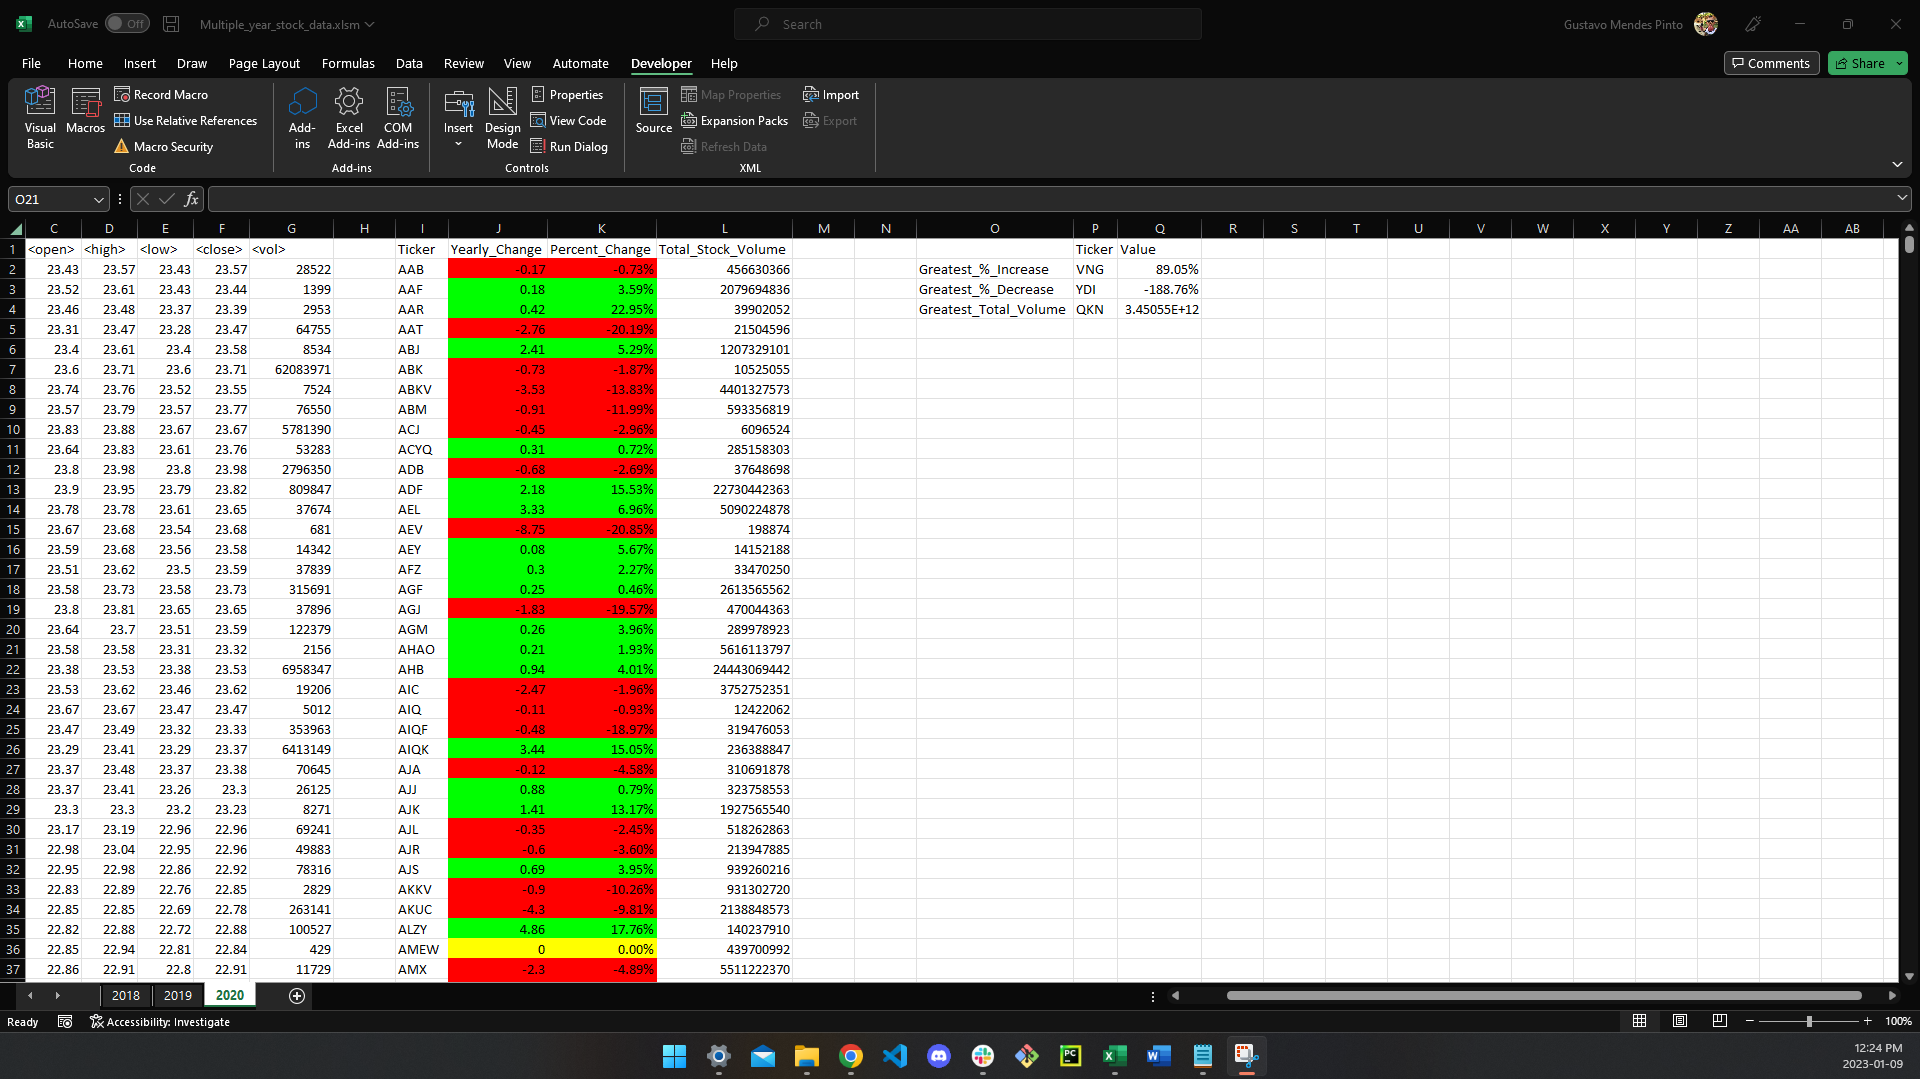 AutoSave Off Multiple_year_stock_data.xlsm Search Gustavo Mendes Pinto
File Home Insert Draw Page Layout Formulas Data Review View Automate Developer Help Comments Share
Visual Basic
Macros
Record Macro
Use Relative References
Macro Security
Code
Add-ins
Excel Add-ins
COM Add-ins
Add-ins
Insert
Design Mode
Properties
View Code
Run Dialog
Controls
Source
Map Properties
Expansion Packs
Refresh Data
Import
Export
XML
O21 fx
C D E F G H I J K L M N O P Q R S T U V W X Y Z AA AB
1 <open> <high> <low> <close> <vol> Ticker Yearly_Change Percent_Change Total_Stock_Volume Ticker Value
2 23.43 23.57 23.43 23.57 28522 AAB -0.17 -0.73% 456630366 Greatest_%_Increase VNG 89.05%
3 23.52 23.61 23.43 23.44 1399 AAF 0.18 3.59% 2079694836 Greatest_%_Decrease YDI -188.76%
4 23.46 23.48 23.37 23.39 2953 AAR 0.42 22.95% 39902052 Greatest_Total_Volume QKN 3.45055E+12
5 23.31 23.47 23.28 23.47 64755 AAT -2.76 -20.19% 21504596
6 23.4 23.61 23.4 23.58 8534 ABJ 2.41 5.29% 1207329101
7 23.6 23.71 23.6 23.71 62083971 ABK -0.73 -1.87% 10525055
8 23.74 23.76 23.52 23.55 7524 ABKV -3.53 -13.83% 4401327573
9 23.57 23.79 23.57 23.77 76550 ABM -0.91 -11.99% 593356819
10 23.83 23.88 23.67 23.67 5781390 ACJ -0.45 -2.96% 6096524
11 23.64 23.83 23.61 23.76 53283 ACYQ 0.31 0.72% 285158303
12 23.8 23.98 23.8 23.98 2796350 ADB -0.68 -2.69% 37648698
13 23.9 23.95 23.79 23.82 809847 ADF 2.18 15.53% 22730442363
14 23.78 23.78 23.61 23.65 37674 AEL 3.33 6.96% 5090224878
15 23.67 23.68 23.54 23.68 681 AEV -8.75 -20.85% 198874
16 23.59 23.68 23.56 23.58 14342 AEY 0.08 5.67% 14152188
17 23.51 23.62 23.5 23.59 37839 AFZ 0.3 2.27% 33470250
18 23.58 23.73 23.58 23.73 315691 AGF 0.25 0.46% 2613565562
19 23.8 23.81 23.65 23.65 37896 AGJ -1.83 -19.57% 470044363
20 23.64 23.7 23.51 23.59 122379 AGM 0.26 3.96% 289978923
21 23.58 23.58 23.31 23.32 2156 AHAO 0.21 1.93% 5616113797
22 23.38 23.53 23.38 23.53 6958347 AHB 0.94 4.01% 24443069442
23 23.53 23.62 23.46 23.62 19206 AIC -2.47 -1.96% 3752752351
24 23.67 23.67 23.47 23.47 5012 AIQ -0.11 -0.93% 12422062
25 23.47 23.49 23.32 23.33 353963 AIQF -0.48 -18.97% 319476053
26 23.29 23.41 23.29 23.37 6413149 AIQK 3.44 15.05% 236388847
27 23.37 23.48 23.37 23.38 70645 AJA -0.12 -4.58% 310691878
28 23.37 23.41 23.26 23.3 26125 AJJ 0.88 0.79% 323758553
29 23.3 23.3 23.2 23.23 8271 AJK 1.41 13.17% 1927565540
30 23.17 23.19 22.96 22.96 69241 AJL -0.35 -2.45% 518262863
31 22.98 23.04 22.95 22.96 49883 AJR -0.6 -3.60% 213947885
32 22.95 22.98 22.86 22.92 78316 AJS 0.69 3.95% 939260216
33 22.83 22.89 22.76 22.85 2829 AKKV -0.9 -10.26% 931302720
34 22.85 22.85 22.69 22.78 263141 AKUC -4.3 -9.81% 2138848573
35 22.82 22.88 22.72 22.88 100527 ALZY 4.86 17.76% 140237910
36 22.85 22.94 22.81 22.84 429 AMEW 0 0.00% 439700992
37 22.86 22.91 22.8 22.91 11729 AMX -2.3 -4.89% 5511222370
2018 2019 2020
Ready Accessibility: Investigate 100%
PC
12:24 PM
2023-01-09